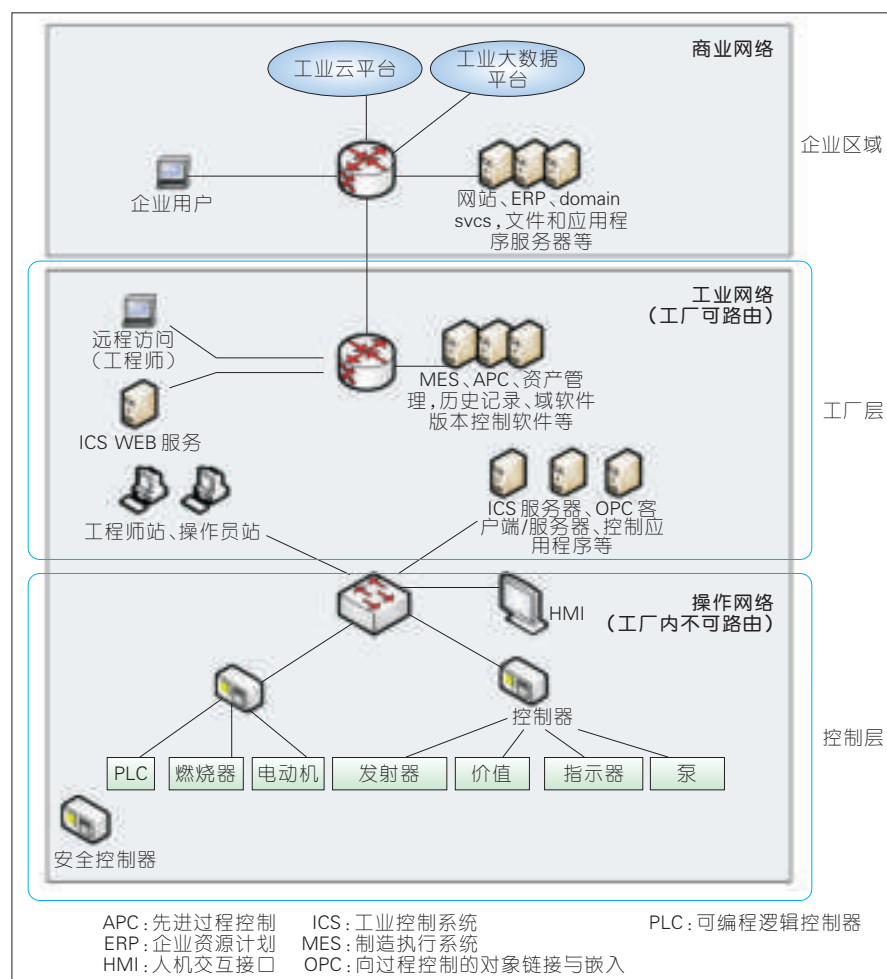 商业网络
工业云平台
工业大数据
平台
企业区域
企业用户
网站、ERP、domain
svcs,文件和应用程
序服务器等
工业网络
(工厂可路由)
远程访问
(工程师)
MES、APC、资产管
理,历史记录、域软件
版本控制软件等
工厂层
ICS WEB 服务
工程师站、操作员站
ICS 服务器、OPC 客
户端/服务器、控制应
用程序等
操作网络
(工厂内不可路由)
HMI
控制器
控制层
PLC
燃烧器
电动机
发射器
价值
指示器
泵
安全控制器
APC:先进过程控制 ICS:工业控制系统 PLC:可编程逻辑控制器
ERP:企业资源计划 MES:制造执行系统
HMI:人机交互接口 OPC:向过程控制的对象链接与嵌入